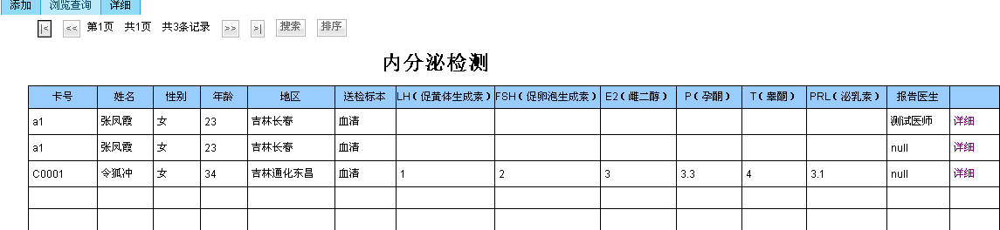 添加 浏览查询 详细
|< << 第1页 共1页 共3条记录 >> >| 搜索 排序
内分泌检测
卡号 姓名 性别 年龄 地区 送检标本 LH(促黄体生成素) FSH(促卵泡生成素) E2(雌二醇) P(孕酮) T(睾酮) PRL(泌乳素) 报告医生
a1 张凤霞 女 23 吉林长春 血清 测试医师 详细
a1 张凤霞 女 23 吉林长春 血清 null 详细
C0001 令狐冲 女 34 吉林通化东昌 血清 1 2 3 3.3 4 3.1 null 详细